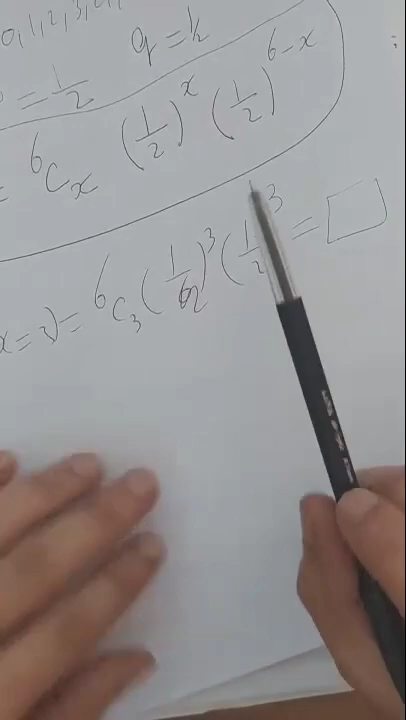 0, 1, 2, 3, 
= 1/2 q = 1/2
= ⁶Cₓ (1/2)ˣ (1/2)⁶⁻ˣ
x = 3) = ⁶C₃ (1/2)³ (1/2)³ = □